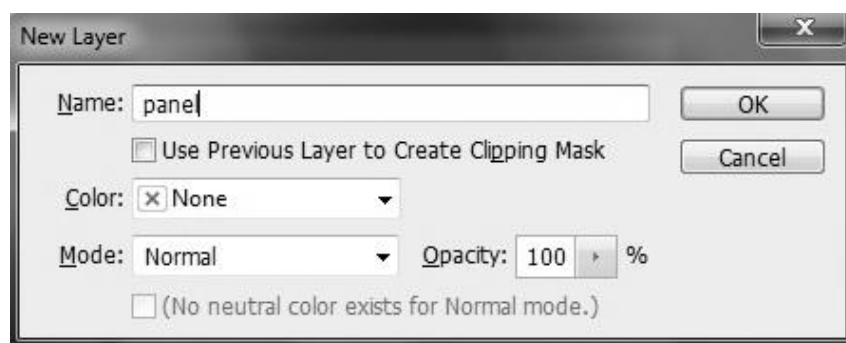 New Layer
Name: panel
OK
Use Previous Layer to Create Clipping Mask
Cancel
Color: None
Mode: Normal Opacity: 100 %
(No neutral color exists for Normal mode.)